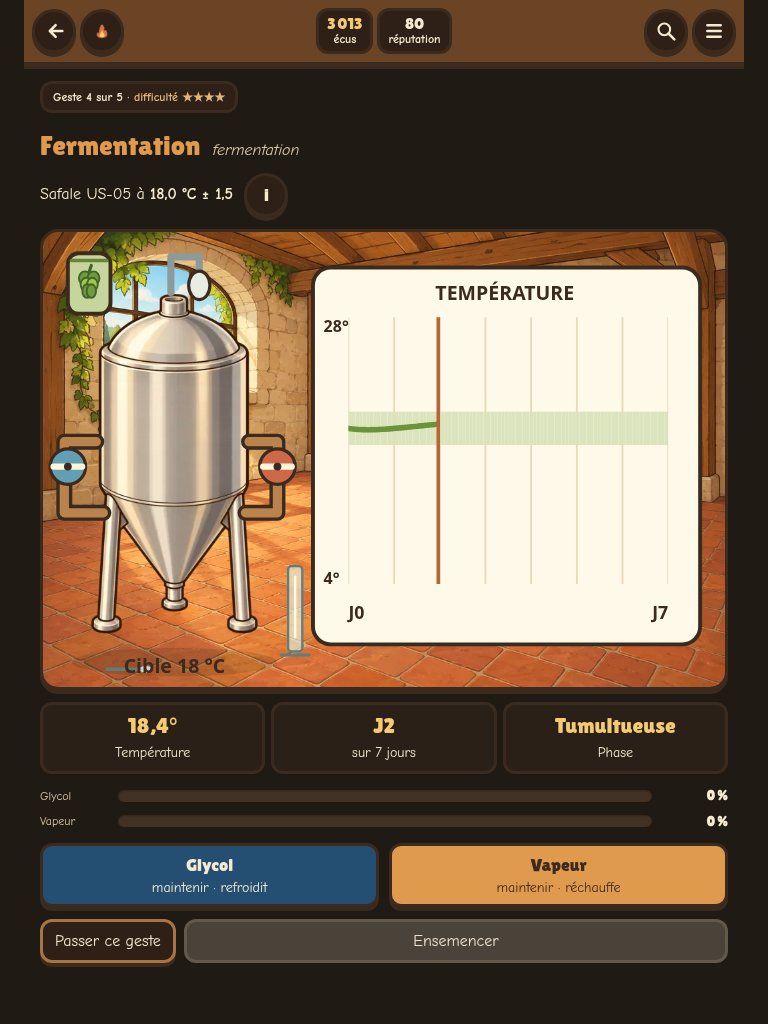 3 013
écus
80
réputation
Geste 4 sur 5 · difficulté ★★★★
Fermentation fermentation
Safale US-05 à 18,0 °C ± 1,5
i
TEMPÉRATURE
28°
4°
J0
J7
Cible 18 °C
18,4°
Température
J2
sur 7 jours
Tumultueuse
Phase
Glycol
0 %
Vapeur
0 %
Glycol
maintenir · refroidit
Vapeur
maintenir · réchauffe
Passer ce geste
Ensemencer